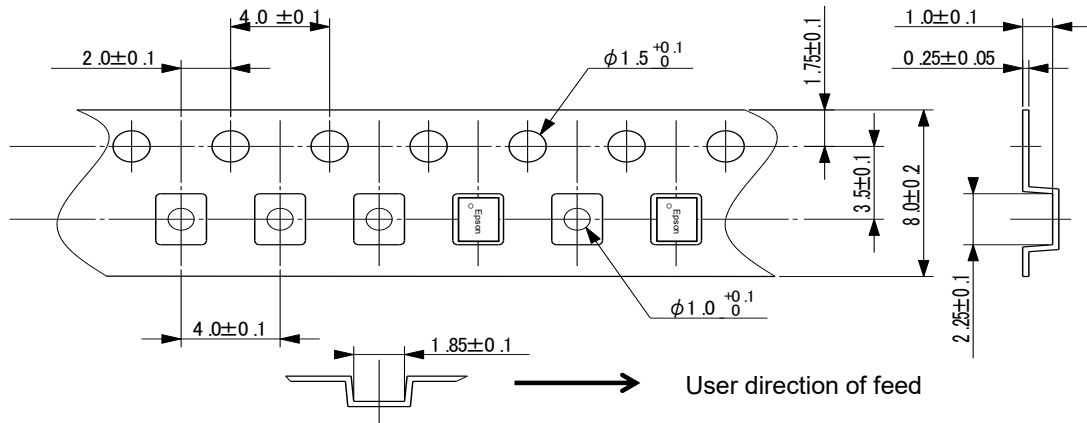 4.0 ±0.1
2.0±0.1
φ1.5 +0.1 0
1.75±0.1
1.0±0.1
0.25±0.05
3.5±0.1
8.0±0.2
Epson
Epson
2.25±0.1
φ1.0 +0.1 0
4.0±0.1
1.85±0.1
User direction of feed